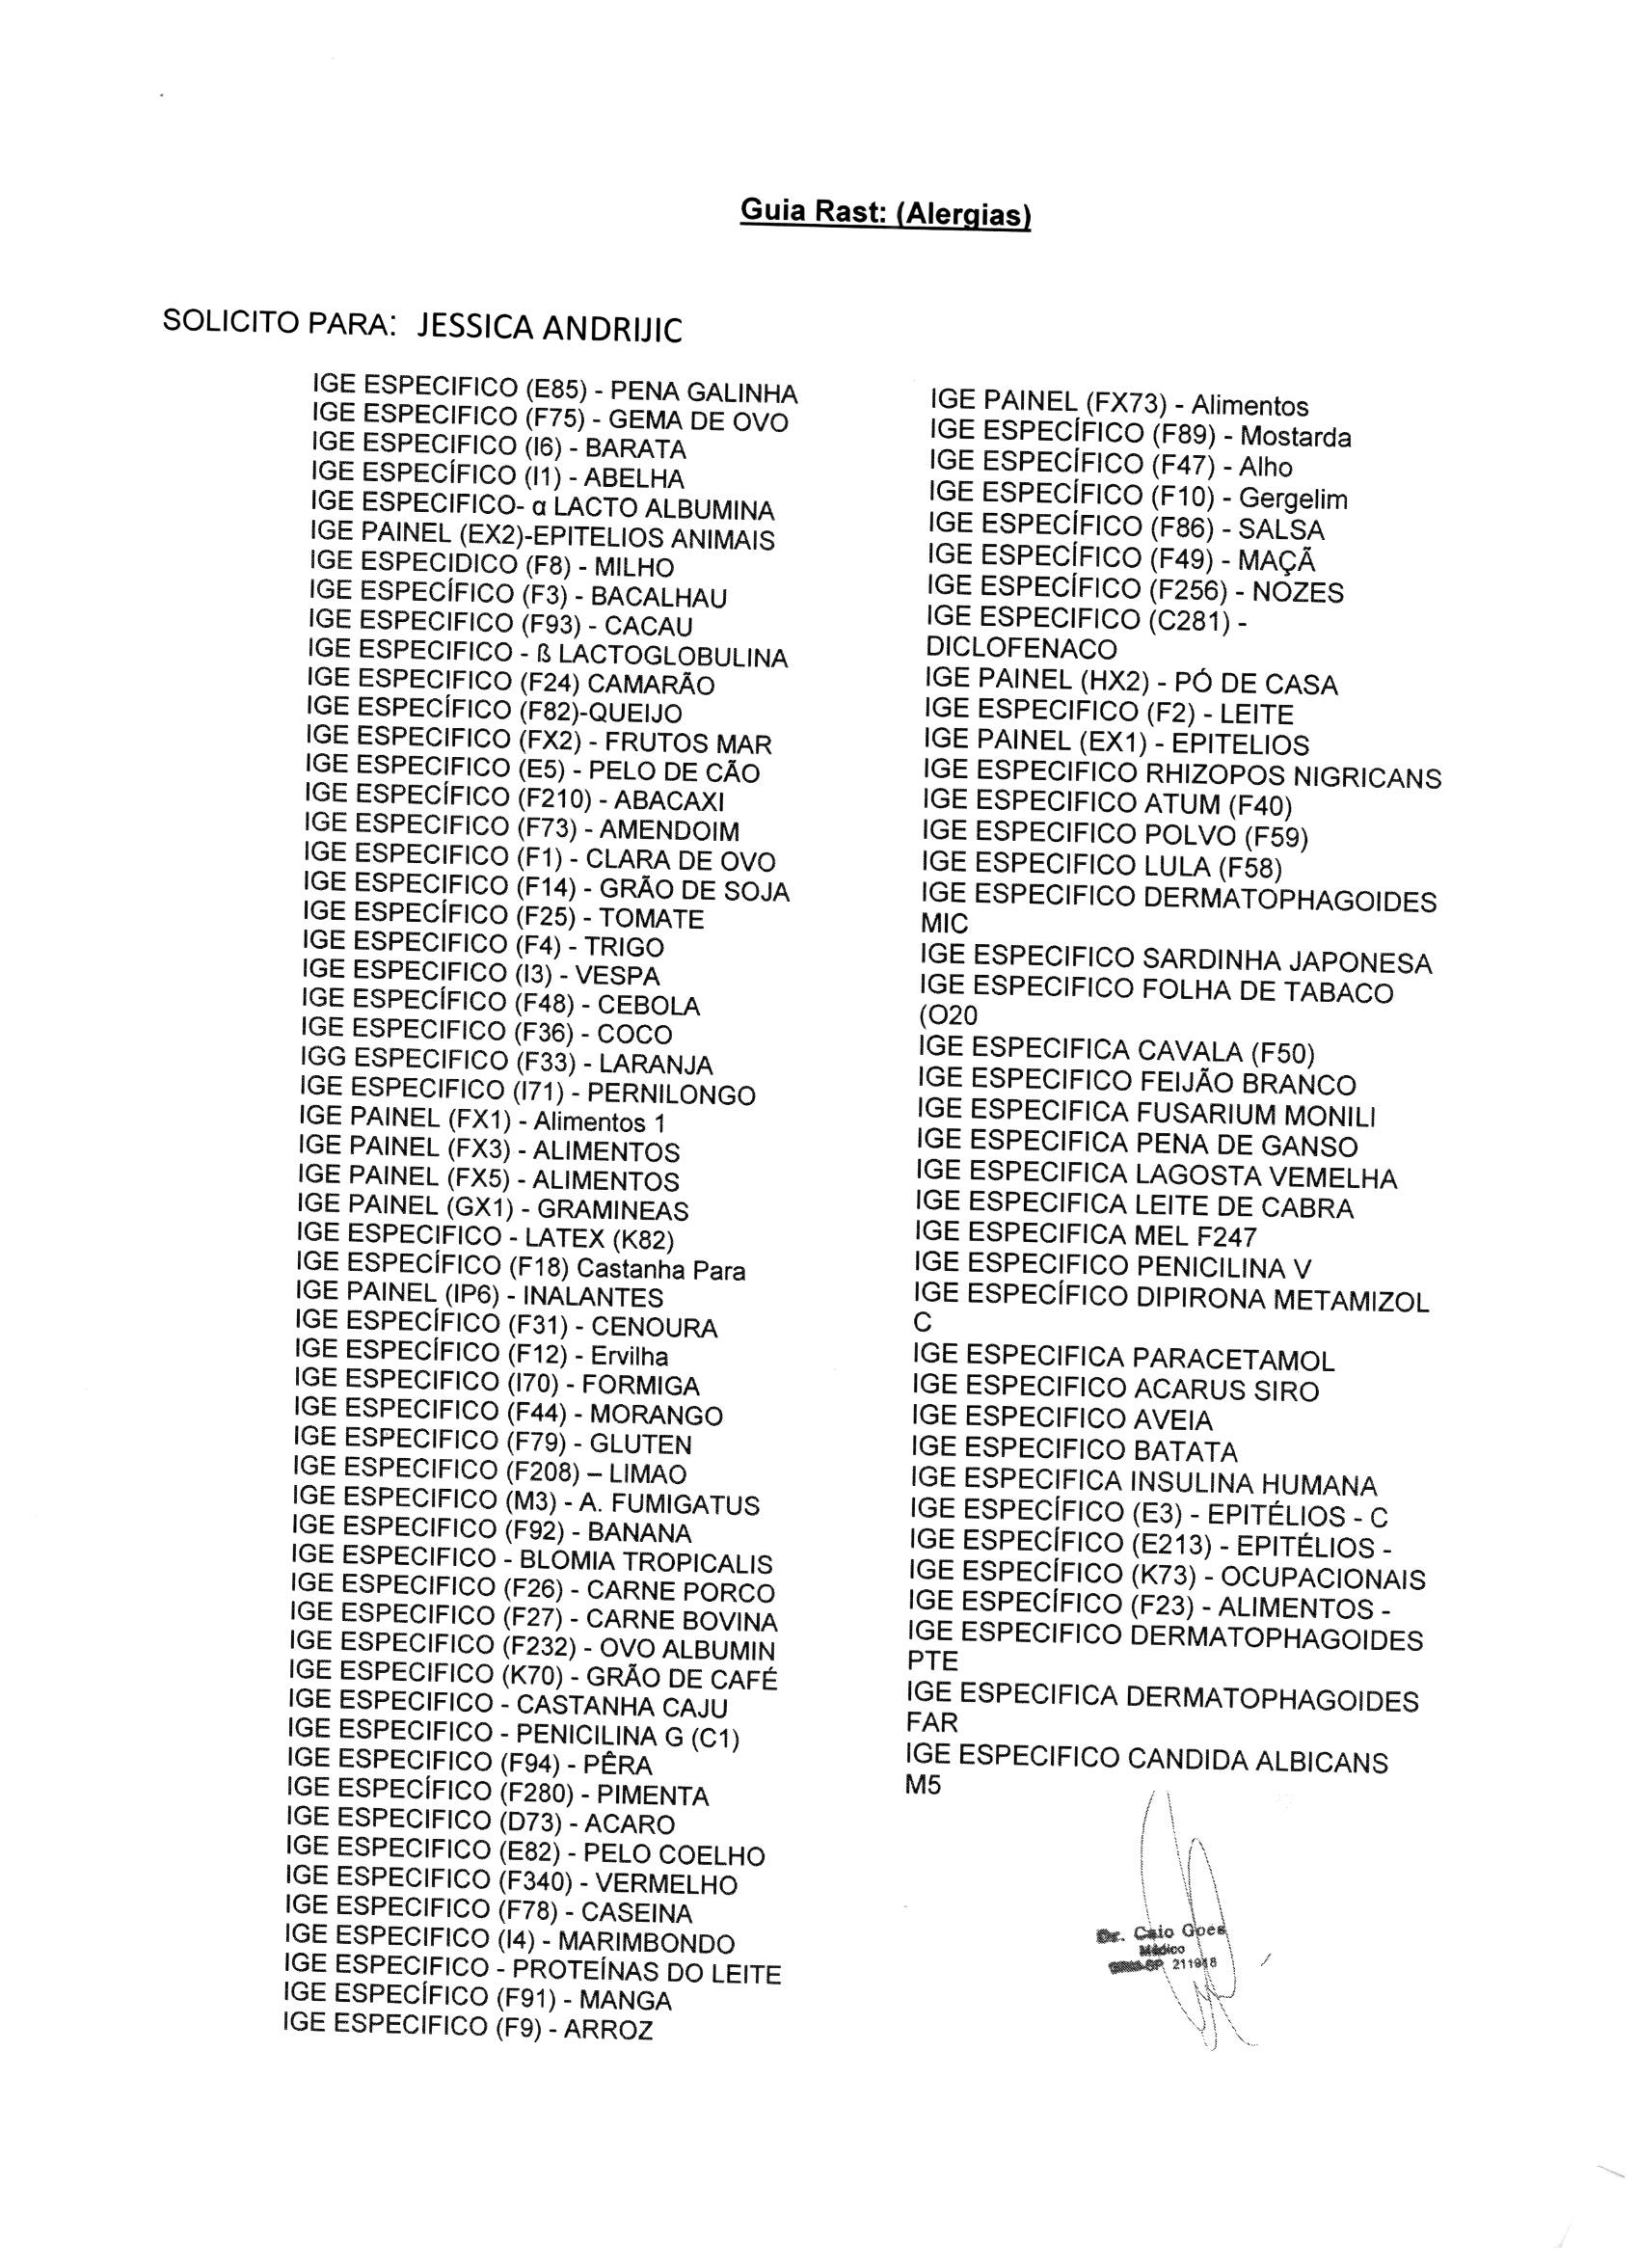 Guia Rast: (Alergias)
SOLICITO PARA: JESSICA ANDRIJIC
IGE ESPECIFICO (E85) - PENA GALINHA
IGE ESPECIFICO (F75) - GEMA DE OVO
IGE ESPECIFICO (I6) - BARATA
IGE ESPECÍFICO (I1) - ABELHA
IGE ESPECIFICO- α LACTO ALBUMINA
IGE PAINEL (EX2)-EPITELIOS ANIMAIS
IGE ESPECIDICO (F8) - MILHO
IGE ESPECÍFICO (F3) - BACALHAU
IGE ESPECIFICO (F93) - CACAU
IGE ESPECIFICO - ß LACTOGLOBULINA
IGE ESPECIFICO (F24) CAMARÃO
IGE ESPECÍFICO (F82)-QUEIJO
IGE ESPECIFICO (FX2) - FRUTOS MAR
IGE ESPECIFICO (E5) - PELO DE CÃO
IGE ESPECÍFICO (F210) - ABACAXI
IGE ESPECIFICO (F73) - AMENDOIM
IGE ESPECIFICO (F1) - CLARA DE OVO
IGE ESPECIFICO (F14) - GRÃO DE SOJA
IGE ESPECÍFICO (F25) - TOMATE
IGE ESPECIFICO (F4) - TRIGO
IGE ESPECIFICO (I3) - VESPA
IGE ESPECÍFICO (F48) - CEBOLA
IGE ESPECIFICO (F36) - COCO
IGG ESPECIFICO (F33) - LARANJA
IGE ESPECIFICO (I71) - PERNILONGO
IGE PAINEL (FX1) - Alimentos 1
IGE PAINEL (FX3) - ALIMENTOS
IGE PAINEL (FX5) - ALIMENTOS
IGE PAINEL (GX1) - GRAMINEAS
IGE ESPECIFICO - LATEX (K82)
IGE ESPECÍFICO (F18) Castanha Para
IGE PAINEL (IP6) - INALANTES
IGE ESPECÍFICO (F31) - CENOURA
IGE ESPECÍFICO (F12) - Ervilha
IGE ESPECIFICO (I70) - FORMIGA
IGE ESPECIFICO (F44) - MORANGO
IGE ESPECIFICO (F79) - GLUTEN
IGE ESPECIFICO (F208) – LIMAO
IGE ESPECIFICO (M3) - A. FUMIGATUS
IGE ESPECIFICO (F92) - BANANA
IGE ESPECIFICO - BLOMIA TROPICALIS
IGE ESPECIFICO (F26) - CARNE PORCO
IGE ESPECIFICO (F27) - CARNE BOVINA
IGE ESPECIFICO (F232) - OVO ALBUMIN
IGE ESPECIFICO (K70) - GRÃO DE CAFÉ
IGE ESPECIFICO - CASTANHA CAJU
IGE ESPECIFICO - PENICILINA G (C1)
IGE ESPECIFICO (F94) - PÊRA
IGE ESPECÍFICO (F280) - PIMENTA
IGE ESPECIFICO (D73) - ACARO
IGE ESPECIFICO (E82) - PELO COELHO
IGE ESPECIFICO (F340) - VERMELHO
IGE ESPECIFICO (F78) - CASEINA
IGE ESPECIFICO (I4) - MARIMBONDO
IGE ESPECIFICO - PROTEÍNAS DO LEITE
IGE ESPECÍFICO (F91) - MANGA
IGE ESPECIFICO (F9) - ARROZ
IGE PAINEL (FX73) - Alimentos
IGE ESPECÍFICO (F89) - Mostarda
IGE ESPECÍFICO (F47) - Alho
IGE ESPECÍFICO (F10) - Gergelim
IGE ESPECÍFICO (F86) - SALSA
IGE ESPECÍFICO (F49) - MAÇÃ
IGE ESPECÍFICO (F256) - NOZES
IGE ESPECIFICO (C281) -
DICLOFENACO
IGE PAINEL (HX2) - PÓ DE CASA
IGE ESPECIFICO (F2) - LEITE
IGE PAINEL (EX1) - EPITELIOS
IGE ESPECIFICO RHIZOPOS NIGRICANS
IGE ESPECIFICO ATUM (F40)
IGE ESPECIFICO POLVO (F59)
IGE ESPECIFICO LULA (F58)
IGE ESPECIFICO DERMATOPHAGOIDES
MIC
IGE ESPECIFICO SARDINHA JAPONESA
IGE ESPECIFICO FOLHA DE TABACO
(O20
IGE ESPECIFICA CAVALA (F50)
IGE ESPECIFICO FEIJÃO BRANCO
IGE ESPECIFICA FUSARIUM MONILI
IGE ESPECIFICA PENA DE GANSO
IGE ESPECIFICA LAGOSTA VEMELHA
IGE ESPECIFICA LEITE DE CABRA
IGE ESPECIFICA MEL F247
IGE ESPECIFICO PENICILINA V
IGE ESPECÍFICO DIPIRONA METAMIZOL
C
IGE ESPECIFICA PARACETAMOL
IGE ESPECIFICO ACARUS SIRO
IGE ESPECIFICO AVEIA
IGE ESPECIFICO BATATA
IGE ESPECIFICA INSULINA HUMANA
IGE ESPECÍFICO (E3) - EPITÉLIOS - C
IGE ESPECÍFICO (E213) - EPITÉLIOS -
IGE ESPECÍFICO (K73) - OCUPACIONAIS
IGE ESPECÍFICO (F23) - ALIMENTOS -
IGE ESPECIFICO DERMATOPHAGOIDES
PTE
IGE ESPECIFICA DERMATOPHAGOIDES
FAR
IGE ESPECIFICO CANDIDA ALBICANS
M5
Dr. Caio Goes
Médico